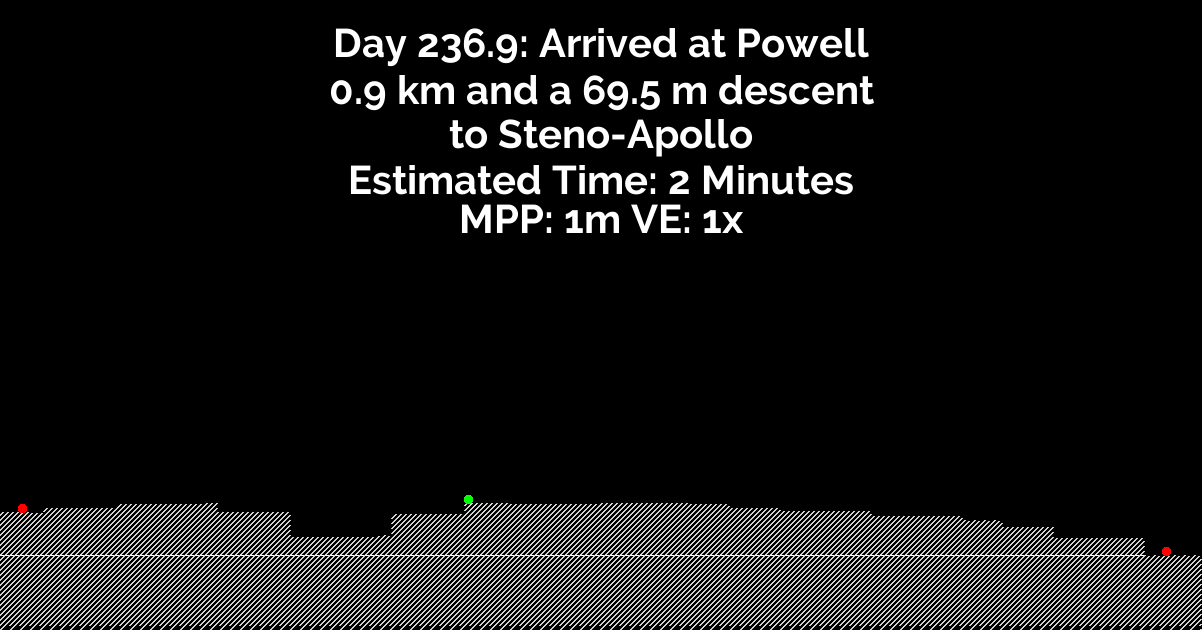 Day 236.9: Arrived at Powell
0.9 km and a 69.5 m descent
to Steno-Apollo
Estimated Time: 2 Minutes
MPP: 1m VE: 1x